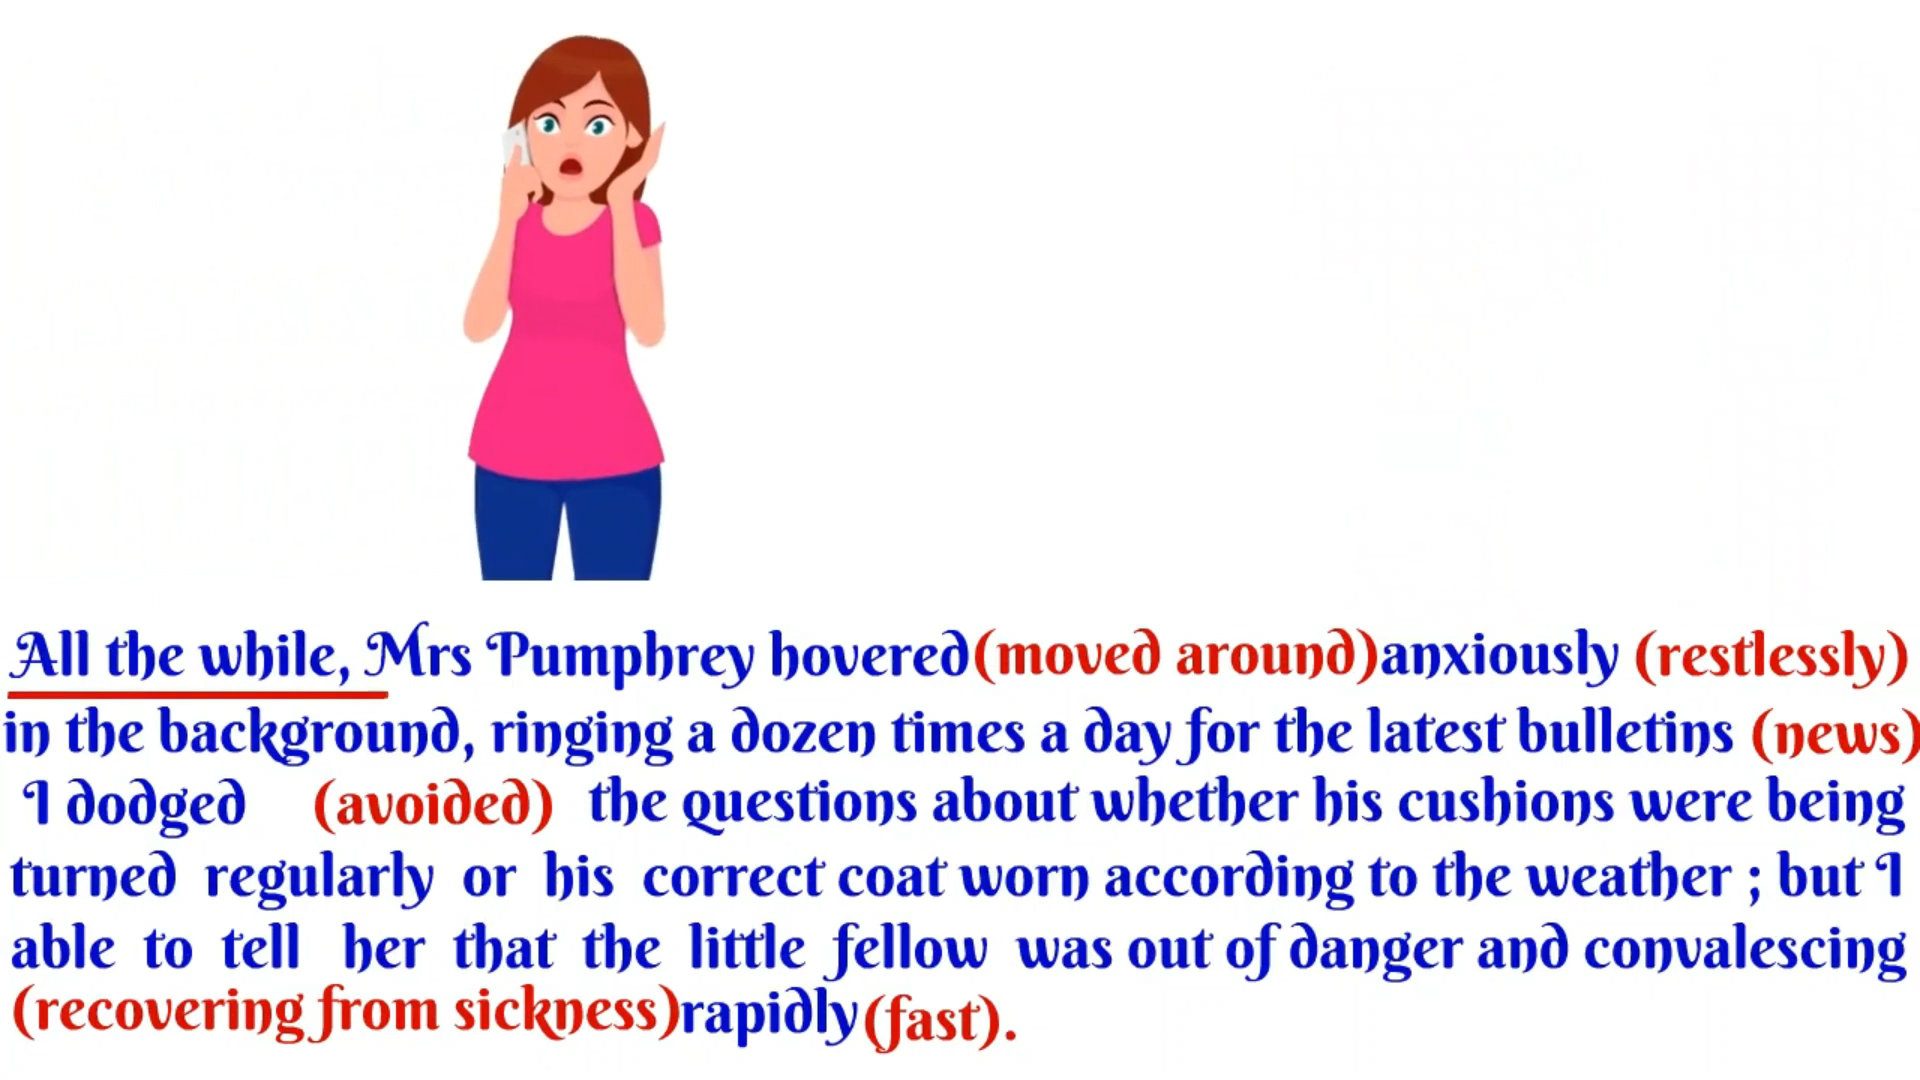 All the while, Mrs Pumphrey hovered(moved around)anxiously (restlessly)
in the background, ringing a dozen times a day for the latest bulletins (news)
I dodged (avoided) the questions about whether his cushions were being
turned regularly or his correct coat worn according to the weather ; but I
able to tell her that the little fellow was out of danger and convalescing
(recovering from sickness)rapidly(fast).